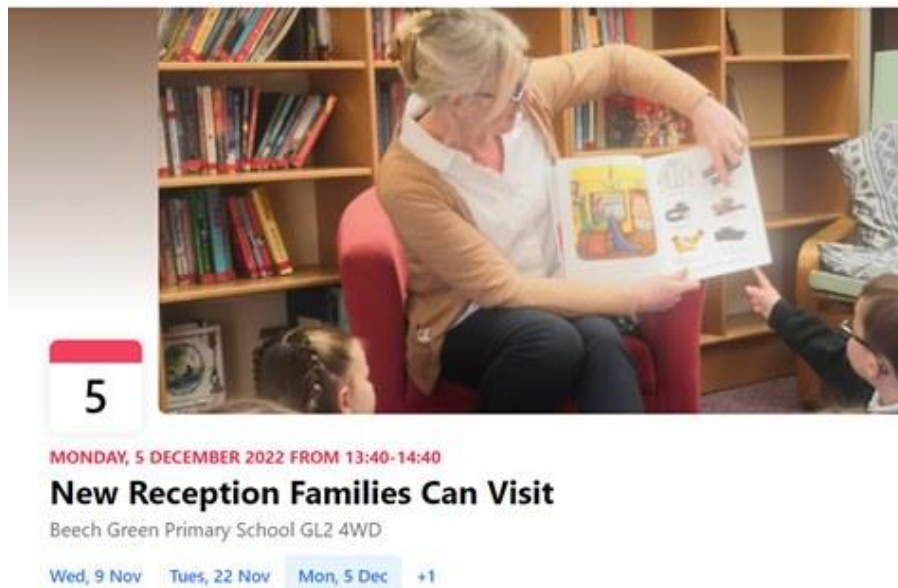 5
MONDAY, 5 DECEMBER 2022 FROM 13:40-14:40
New Reception Families Can Visit
Beech Green Primary School GL2 4WD
Wed, 9 Nov Tues, 22 Nov Mon, 5 Dec +1